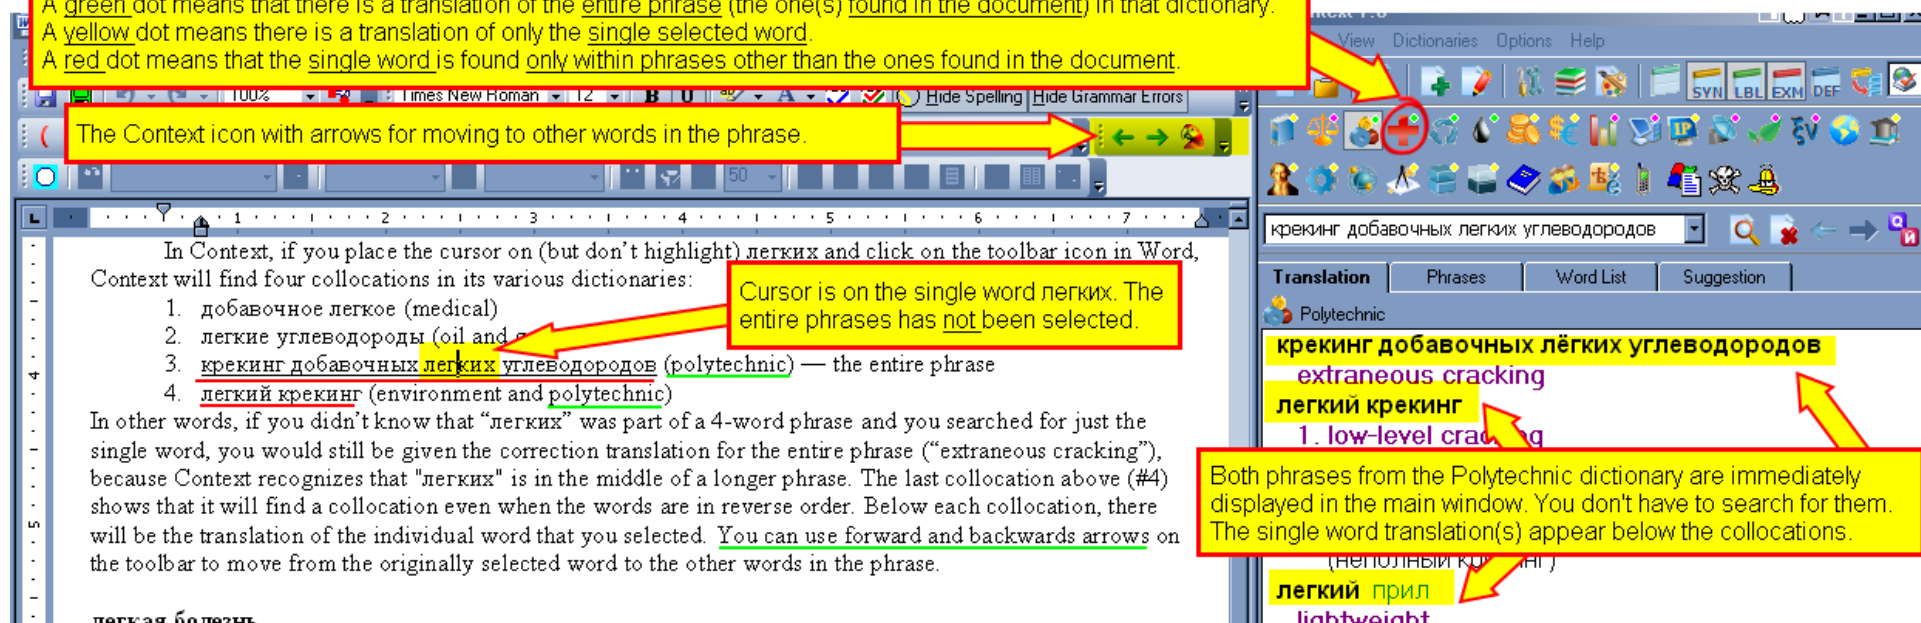 A green dot means that there is a translation of the entire phrase (the one(s) found in the document) in that dictionary.
A yellow dot means there is a translation of only the single selected word.
A red dot means that the single word is found only within phrases other than the ones found in the document.
View Dictionaries Options Help
100% Times New Roman 12 B U A Hide Spelling Hide Grammar Errors
SYN LBL EXM DEF
The Context icon with arrows for moving to other words in the phrase.
IP ξv
50
1 2 3 4 5 6 7
крекинг добавочных легких углеводородов
In Context, if you place the cursor on (but don't highlight) легких and click on the toolbar icon in Word,
Context will find four collocations in its various dictionaries:
1. добавочное легкое (medical)
2. легкие углеводороды (oil and
3. крекинг добавочных легких углеводородов (polytechnic) — the entire phrase
4. легкий крекинг (environment and polytechnic)
In other words, if you didn't know that “легких” was part of a 4-word phrase and you searched for just the
single word, you would still be given the correction translation for the entire phrase (“extraneous cracking”),
because Context recognizes that "легких" is in the middle of a longer phrase. The last collocation above (#4)
shows that it will find a collocation even when the words are in reverse order. Below each collocation, there
will be the translation of the individual word that you selected. You can use forward and backwards arrows on
the toolbar to move from the originally selected word to the other words in the phrase.
легкая болезнь
Cursor is on the single word легких. The
entire phrases has not been selected.
Translation Phrases Word List Suggestion
Polytechnic
крекинг добавочных лёгких углеводородов
extraneous cracking
легкий крекинг
1. low-level cracking
Both phrases from the Polytechnic dictionary are immediately
displayed in the main window. You don't have to search for them.
The single word translation(s) appear below the collocations.
(неполный крекинг)
легкий прил
lightweight